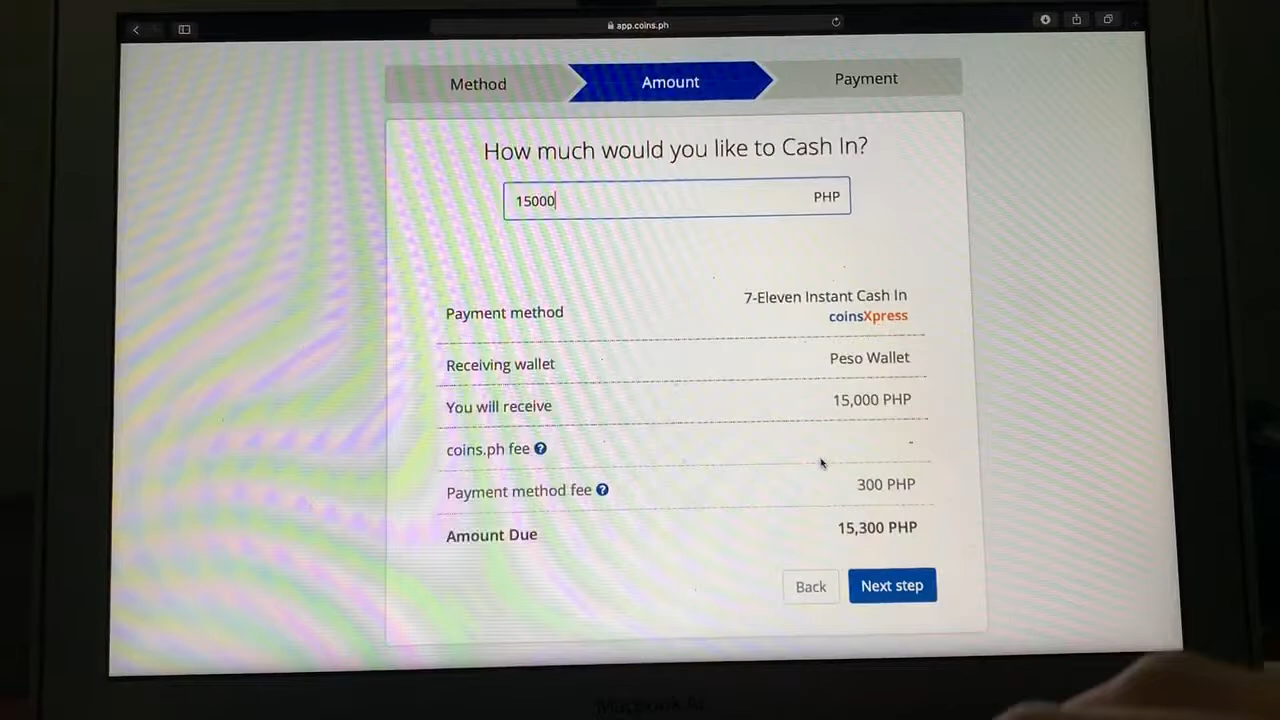 app.coins.ph
Method
Amount
Payment
How much would you like to Cash In?
15000
PHP
Payment method
7-Eleven Instant Cash In
coinsXpress
Receiving wallet
Peso Wallet
You will receive
15,000 PHP
coins.ph fee ?
-
Payment method fee ?
300 PHP
Amount Due
15,300 PHP
Back
Next step